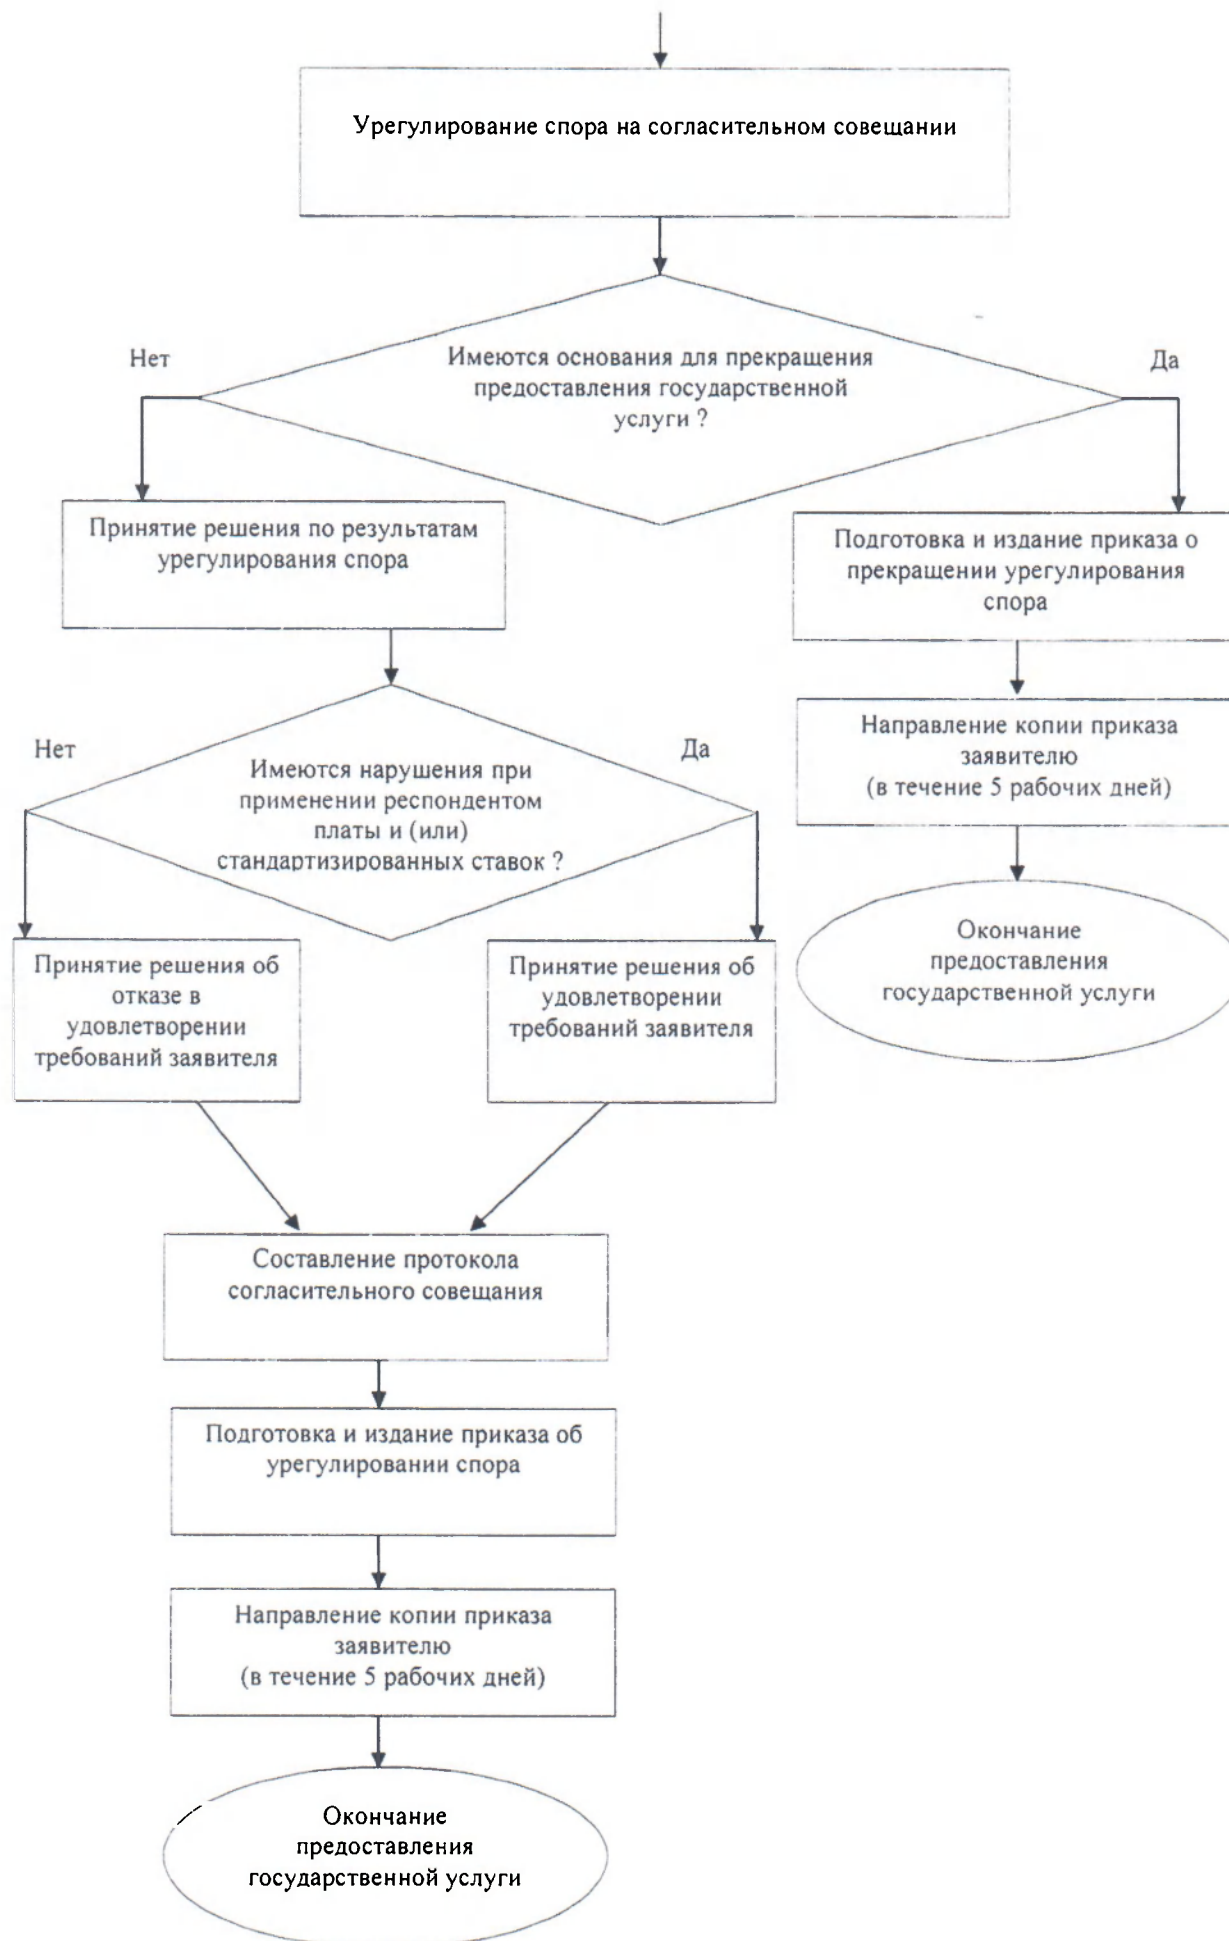 Урегулирование спора на согласительном совещании
Нет
Имеются основания для прекращения
предоставления государственной
услуги ?
Да
Принятие решения по результатам
урегулирования спора
Подготовка и издание приказа о
прекращении урегулирования
спора
Направление копии приказа
заявителю
(в течение 5 рабочих дней)
Нет
Имеются нарушения при
применении респондентом
платы и (или)
стандартизированных ставок ?
Да
Окончание
предоставления
государственной услуги
Принятие решения об
отказе в
удовлетворении
требований заявителя
Принятие решения об
удовлетворении
требований заявителя
Составление протокола
согласительного совещания
Подготовка и издание приказа об
урегулировании спора
Направление копии приказа
заявителю
(в течение 5 рабочих дней)
Окончание
предоставления
государственной услуги